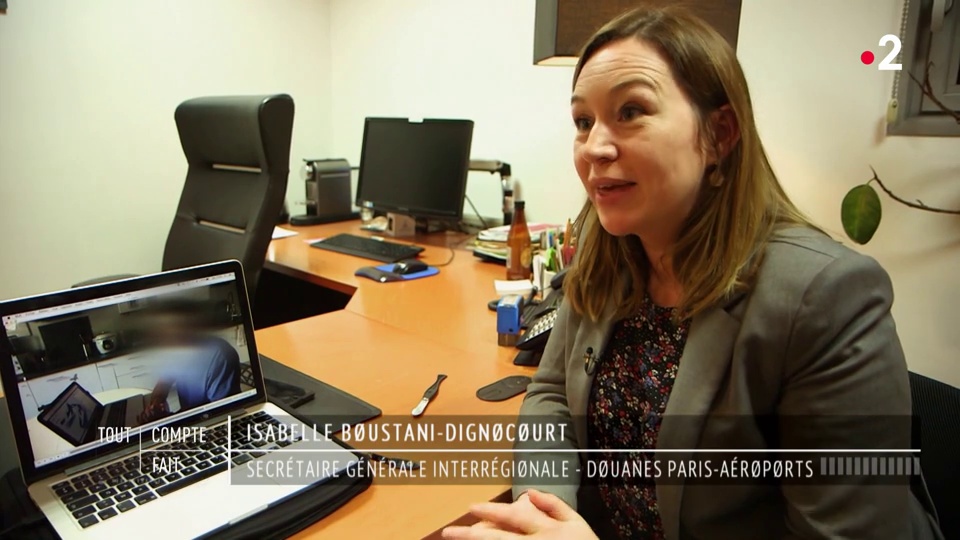 2
TOUT COMPTE
FAIT
ISABELLE BØUSTANI-DIGNØCØURT
SECRÉTAIRE GÉNÉRALE INTERRÉGIØNALE - DØUANES PARIS-AÉRØPØRTS